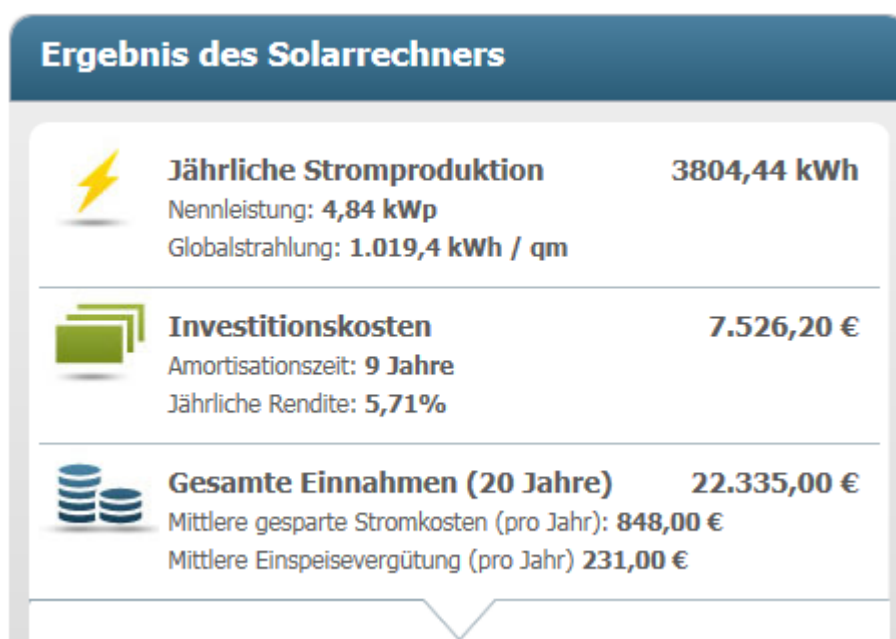 Ergebnis des Solarrechners
Jährliche Stromproduktion 3804,44 kWh
Nennleistung: 4,84 kWp
Globalstrahlung: 1.019,4 kWh / qm
Investitionskosten 7.526,20 €
Amortisationszeit: 9 Jahre
Jährliche Rendite: 5,71%
Gesamte Einnahmen (20 Jahre) 22.335,00 €
Mittlere gesparte Stromkosten (pro Jahr): 848,00 €
Mittlere Einspeisevergütung (pro Jahr) 231,00 €